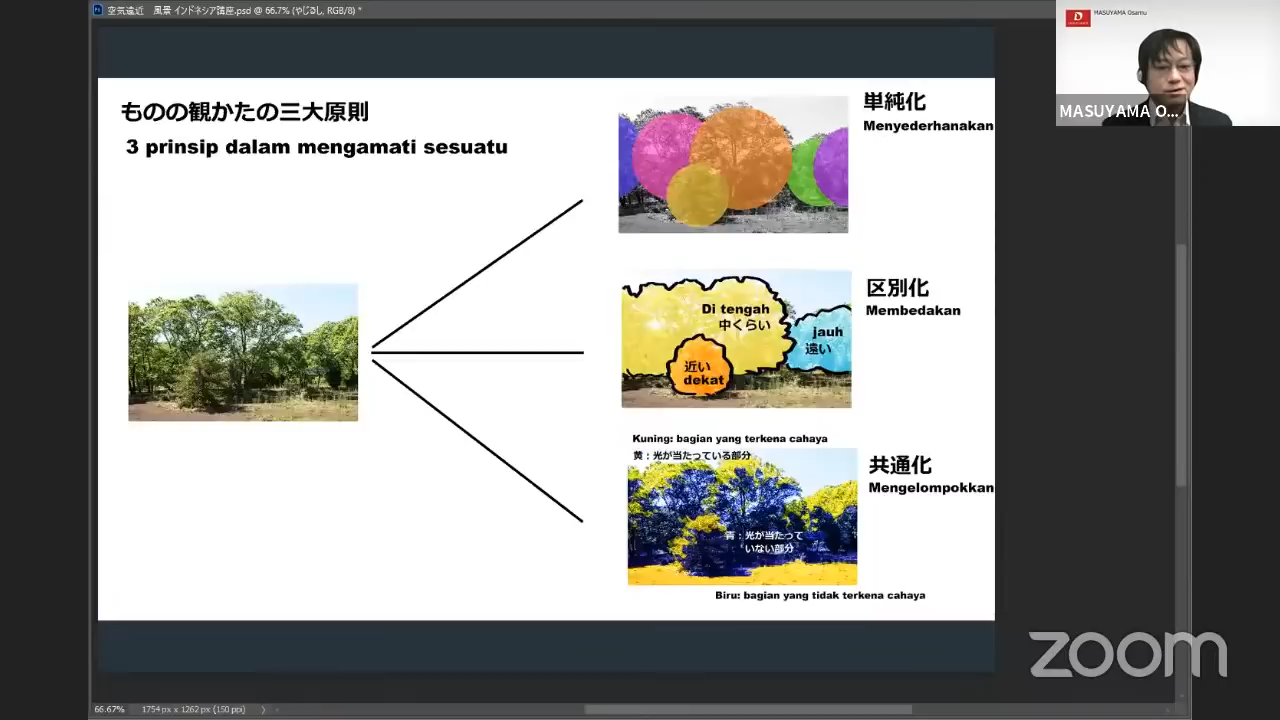 空気遠近　風景 インドネシア講座.psd @ 66.7% (やじるし, RGB/8) *
MASUYAMA Osamu
MASUYAMA O...
ものの観かたの三大原則
3 prinsip dalam mengamati sesuatu
単純化
Menyederhanakan
区別化
Membedakan
Di tengah
中くらい
jauh
遠い
近い
dekat
Kuning: bagian yang terkena cahaya
黄：光が当たっている部分
共通化
Mengelompokkan
青：光が当たって
いない部分
Biru: bagian yang tidak terkena cahaya
zoom
66.67%
1754 px x 1262 px (150 ppi)